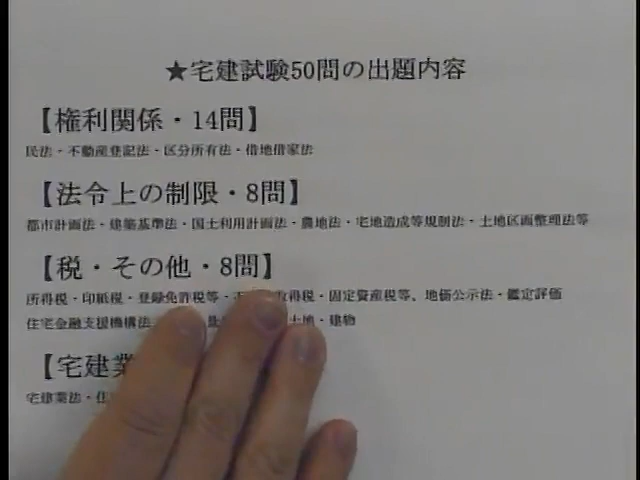 ★宅建試験50問の出題内容
【権利関係・14問】
民法・不動産登記法・区分所有法・借地借家法
【法令上の制限・8問】
都市計画法・建築基準法・国土利用計画法・農地法・宅地造成等規制法・土地区画整理法等
【税・その他・8問】
所得税・印紙税・登録免許税等・不 取得税・固定資産税等、地価公示法・鑑定評価
住宅金融支援機構法 土地・建物
【宅建業
宅建業法・住